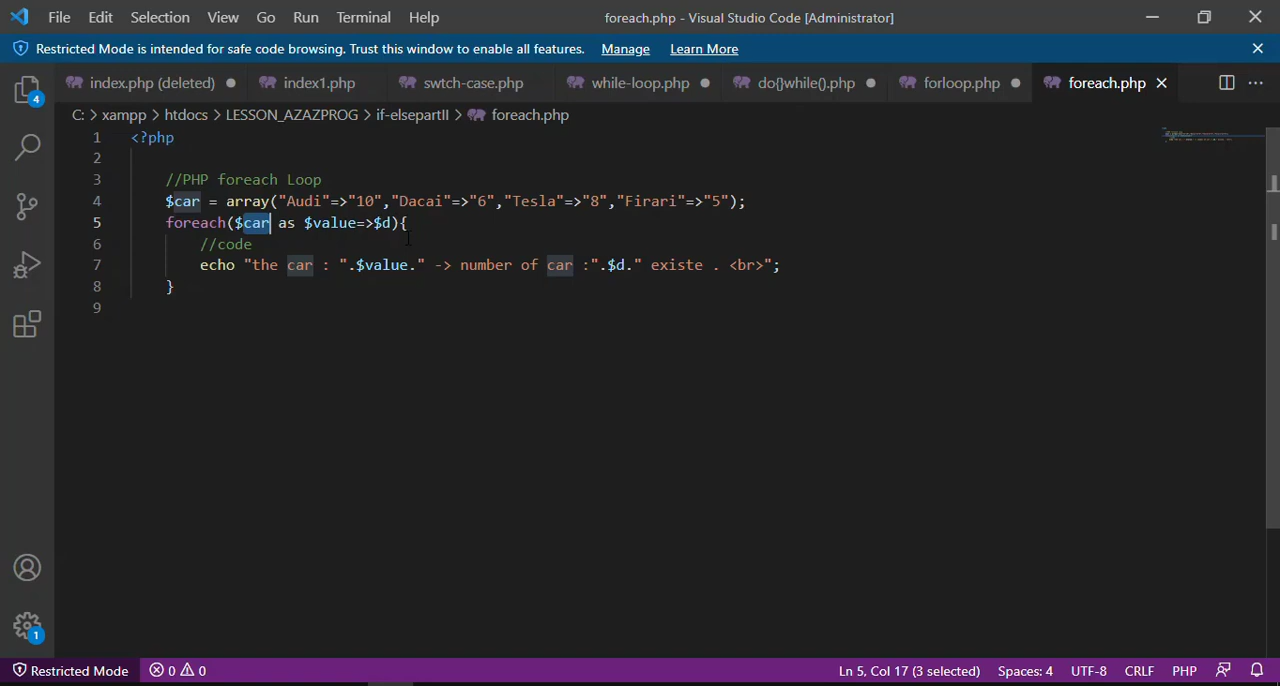 File Edit Selection View Go Run Terminal Help foreach.php - Visual Studio Code [Administrator]
Restricted Mode is intended for safe code browsing. Trust this window to enable all features. Manage Learn More
index.php (deleted) index1.php swtch-case.php while-loop.php do{}while().php forloop.php foreach.php
C: > xampp > htdocs > LESSON_AZAZPROG > if-elsepartII > foreach.php
1 <?php
2
3 //PHP foreach Loop
4 $car = array("Audi"=>"10","Dacai"=>"6","Tesla"=>"8","Firari"=>"5");
5 foreach($car as $value=>$d){
6 //code
7 echo "the car : ".$value." -> number of car :".$d." existe . <br>";
8 }
9
4
1
Restricted Mode 0 0 Ln 5, Col 17 (3 selected) Spaces: 4 UTF-8 CRLF PHP